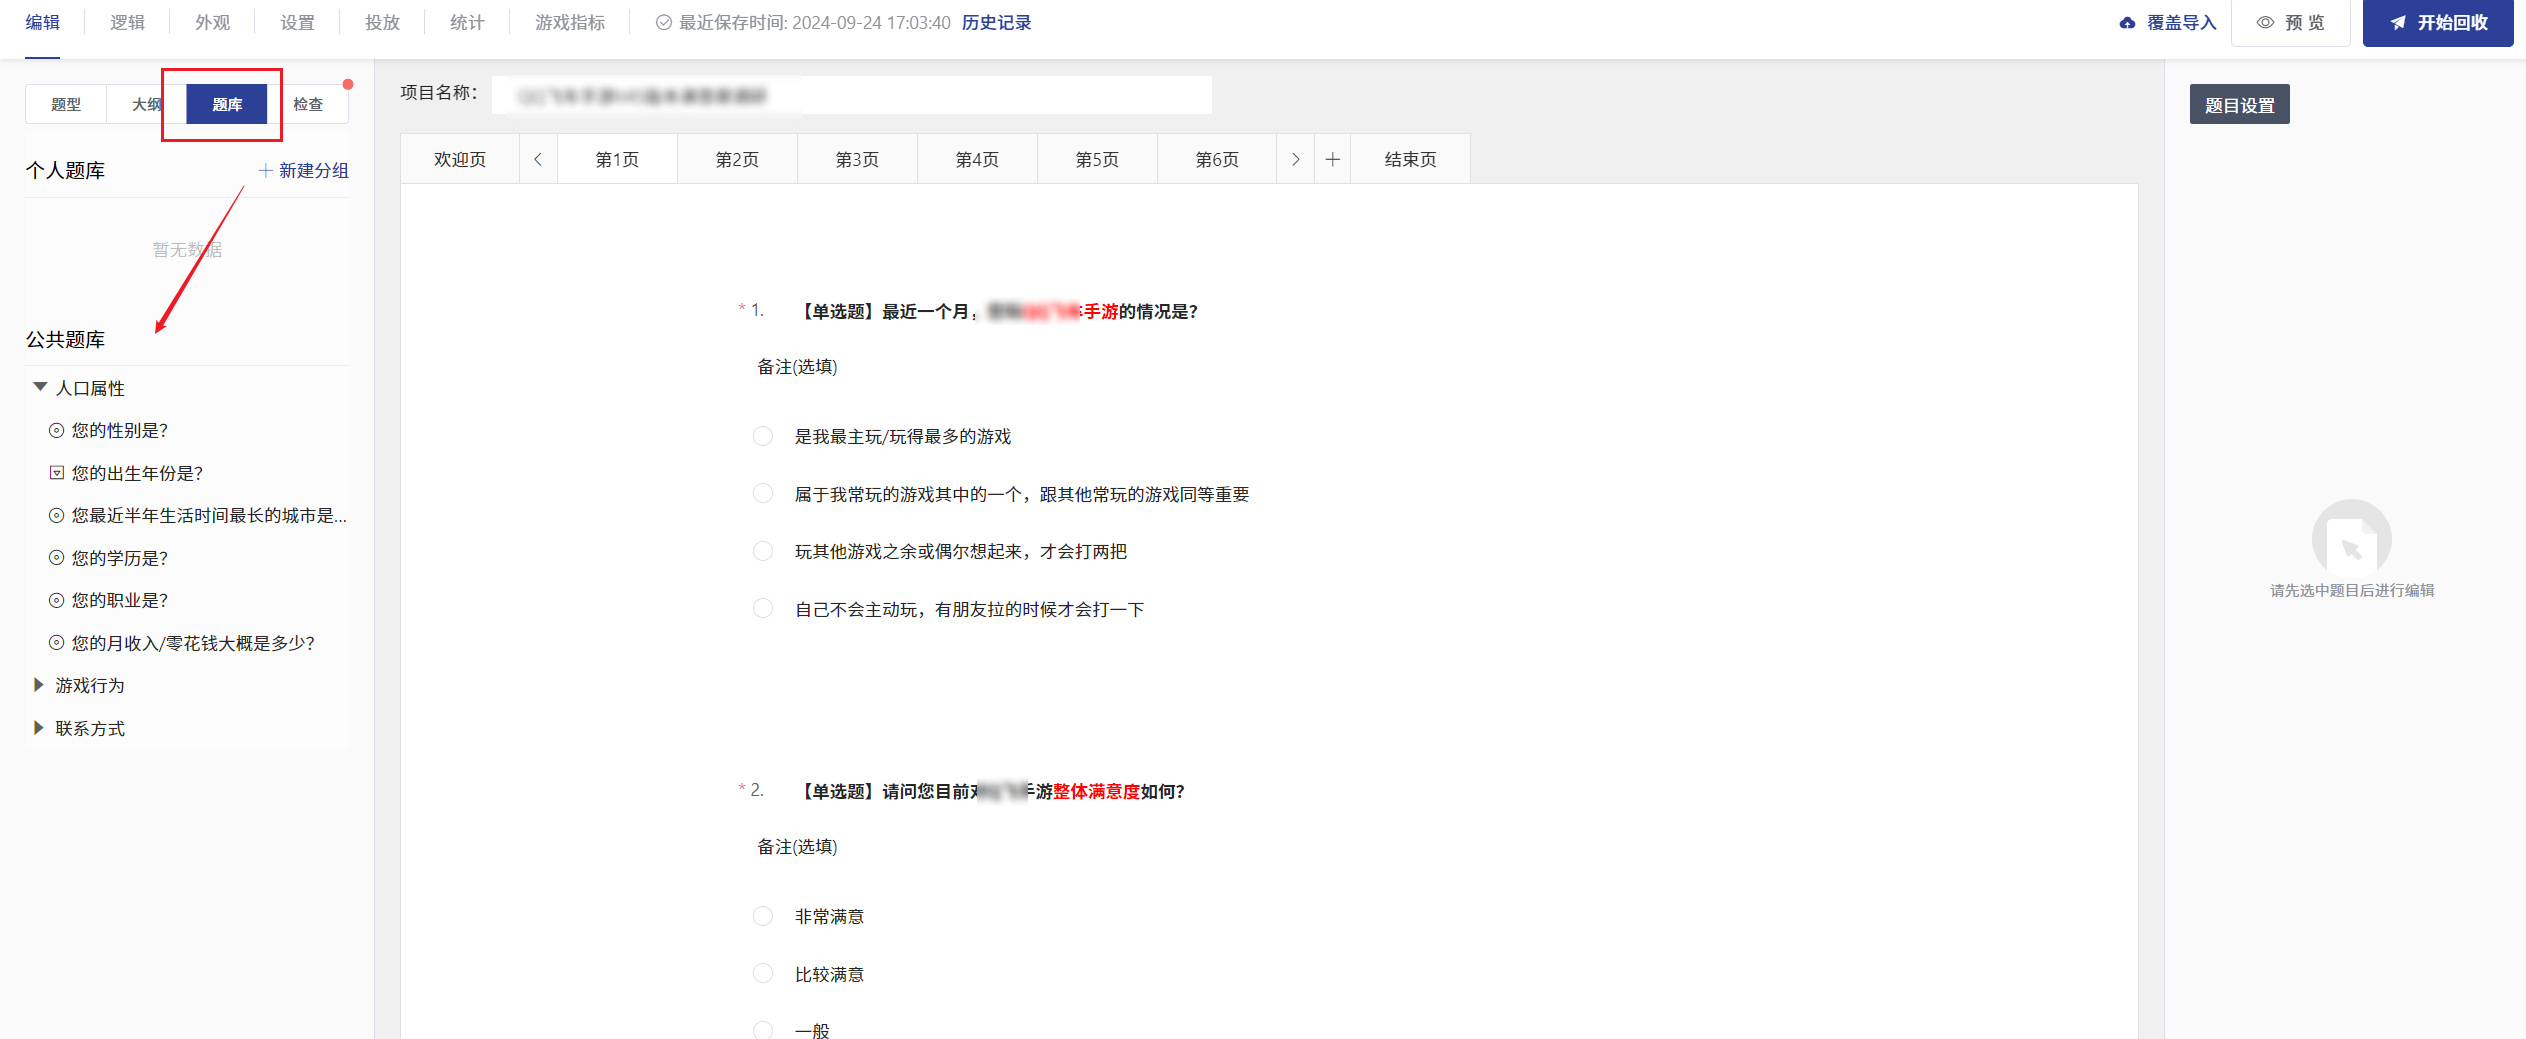 编辑 逻辑 外观 设置 投放 统计 游戏指标 最近保存时间: 2024-09-24 17:03:40 历史记录 覆盖导入 预 览 开始回收
题型 大纲 题库 检查
项目名称：
题目设置
欢迎页 < 第1页 第2页 第3页 第4页 第5页 第6页 > + 结束页
个人题库 + 新建分组
暂无数据
公共题库
人口属性
您的性别是？
您的出生年份是？
您最近半年生活时间最长的城市是...
您的学历是？
您的职业是？
您的月收入/零花钱大概是多少？
游戏行为
联系方式
* 1. 【单选题】最近一个月，手游的情况是？
备注(选填)
是我最主玩/玩得最多的游戏
属于我常玩的游戏其中的一个，跟其他常玩的游戏同等重要
玩其他游戏之余或偶尔想起来，才会打两把
自己不会主动玩，有朋友拉的时候才会打一下
* 2. 【单选题】请问您目前对手游整体满意度如何？
备注(选填)
非常满意
比较满意
一般
请先选中题目后进行编辑